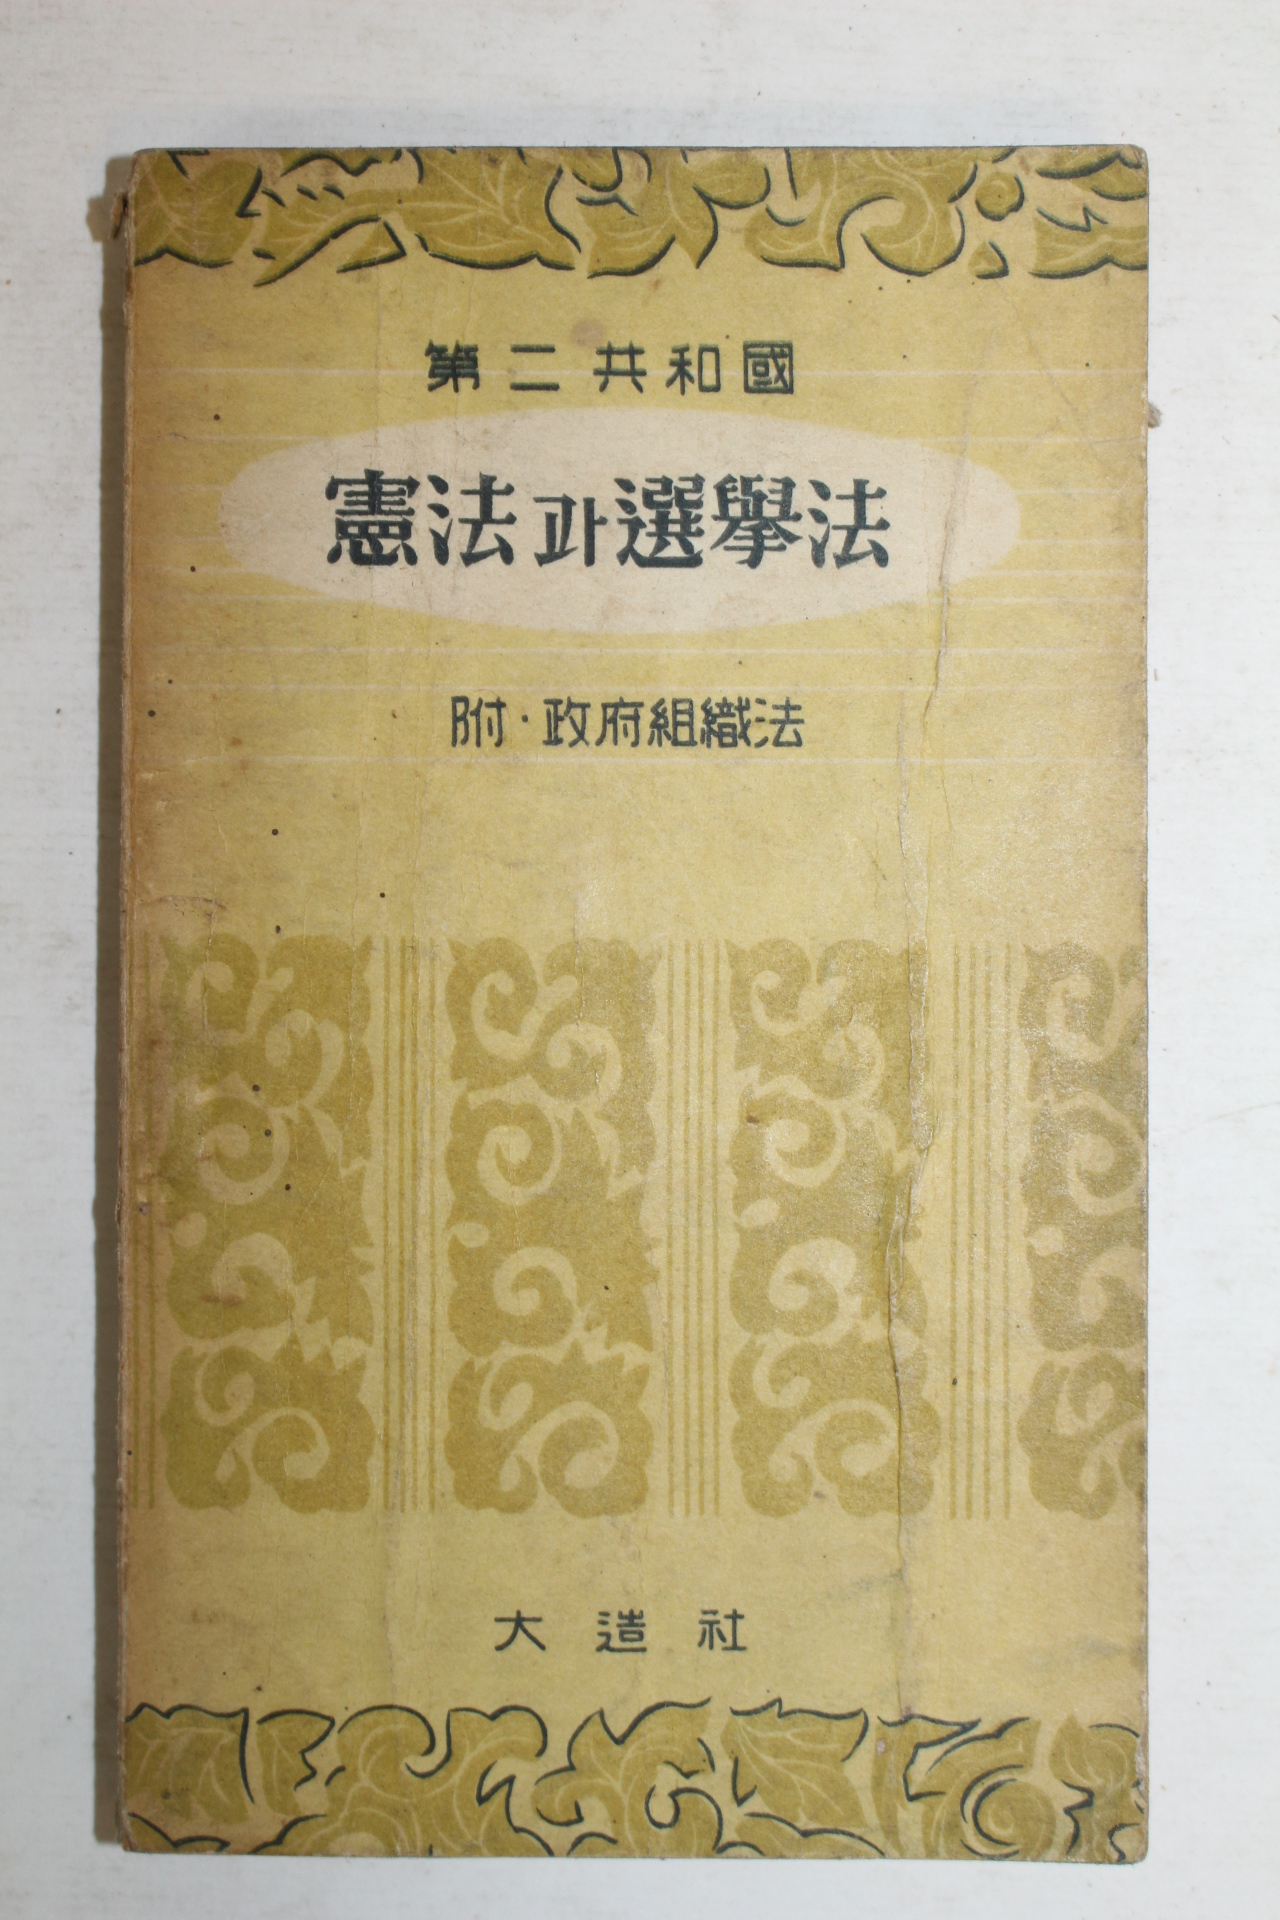 第二共和國
憲法과選擧法
附·政府組織法
大造社